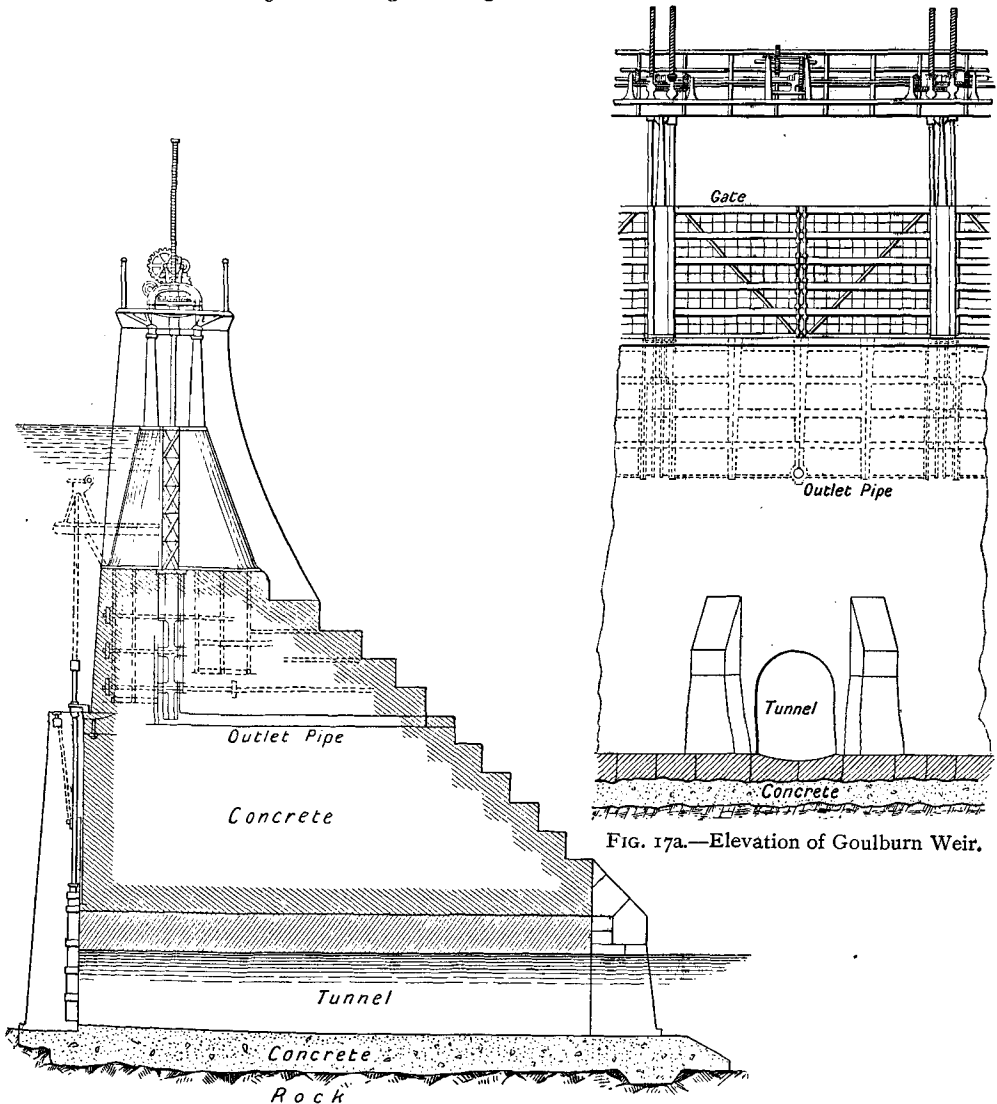 Gate
Outlet Pipe
Tunnel
Concrete
FIG. 17a.—Elevation of Goulburn Weir.
Outlet Pipe
Concrete
Tunnel
Concrete
Rock